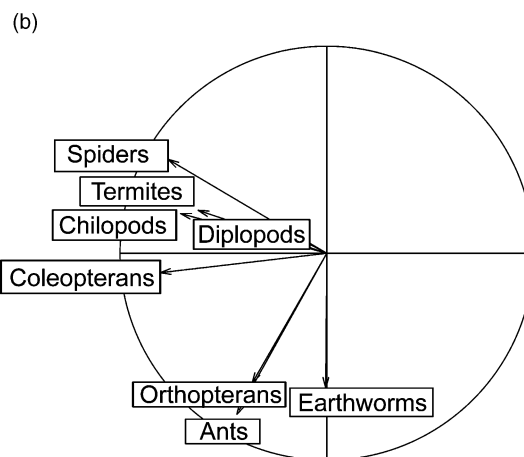 (b)
Spiders
Termites
Chilopods
Diplopods
Coleopterans
Orthopterans
Earthworms
Ants